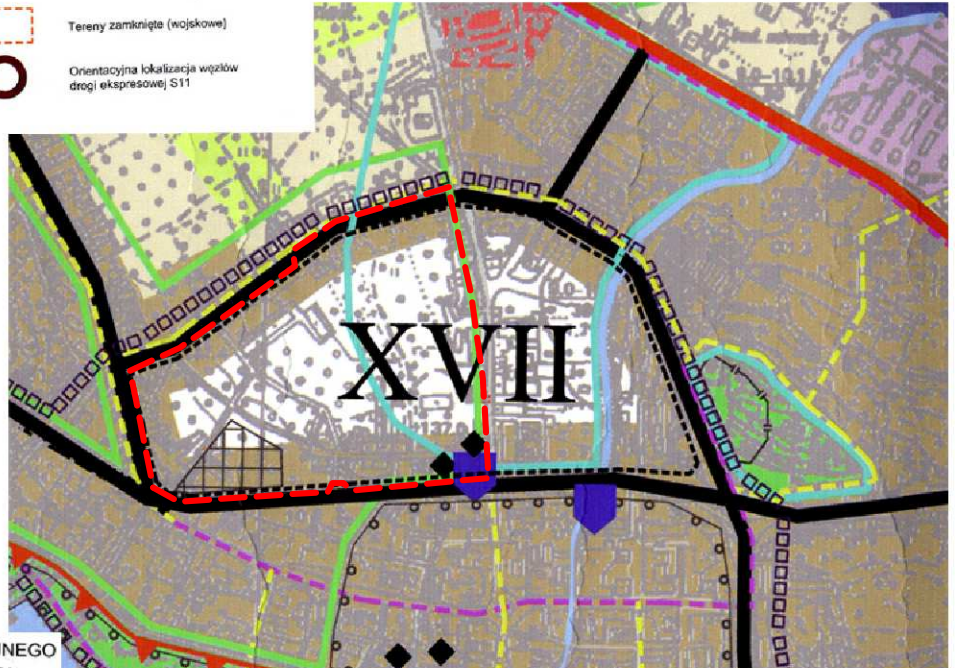 Tereny zamknięte (wojskowe)
Orientacyjna lokalizacja węzłów
drogi ekspresowej S11
XVII
NEGO